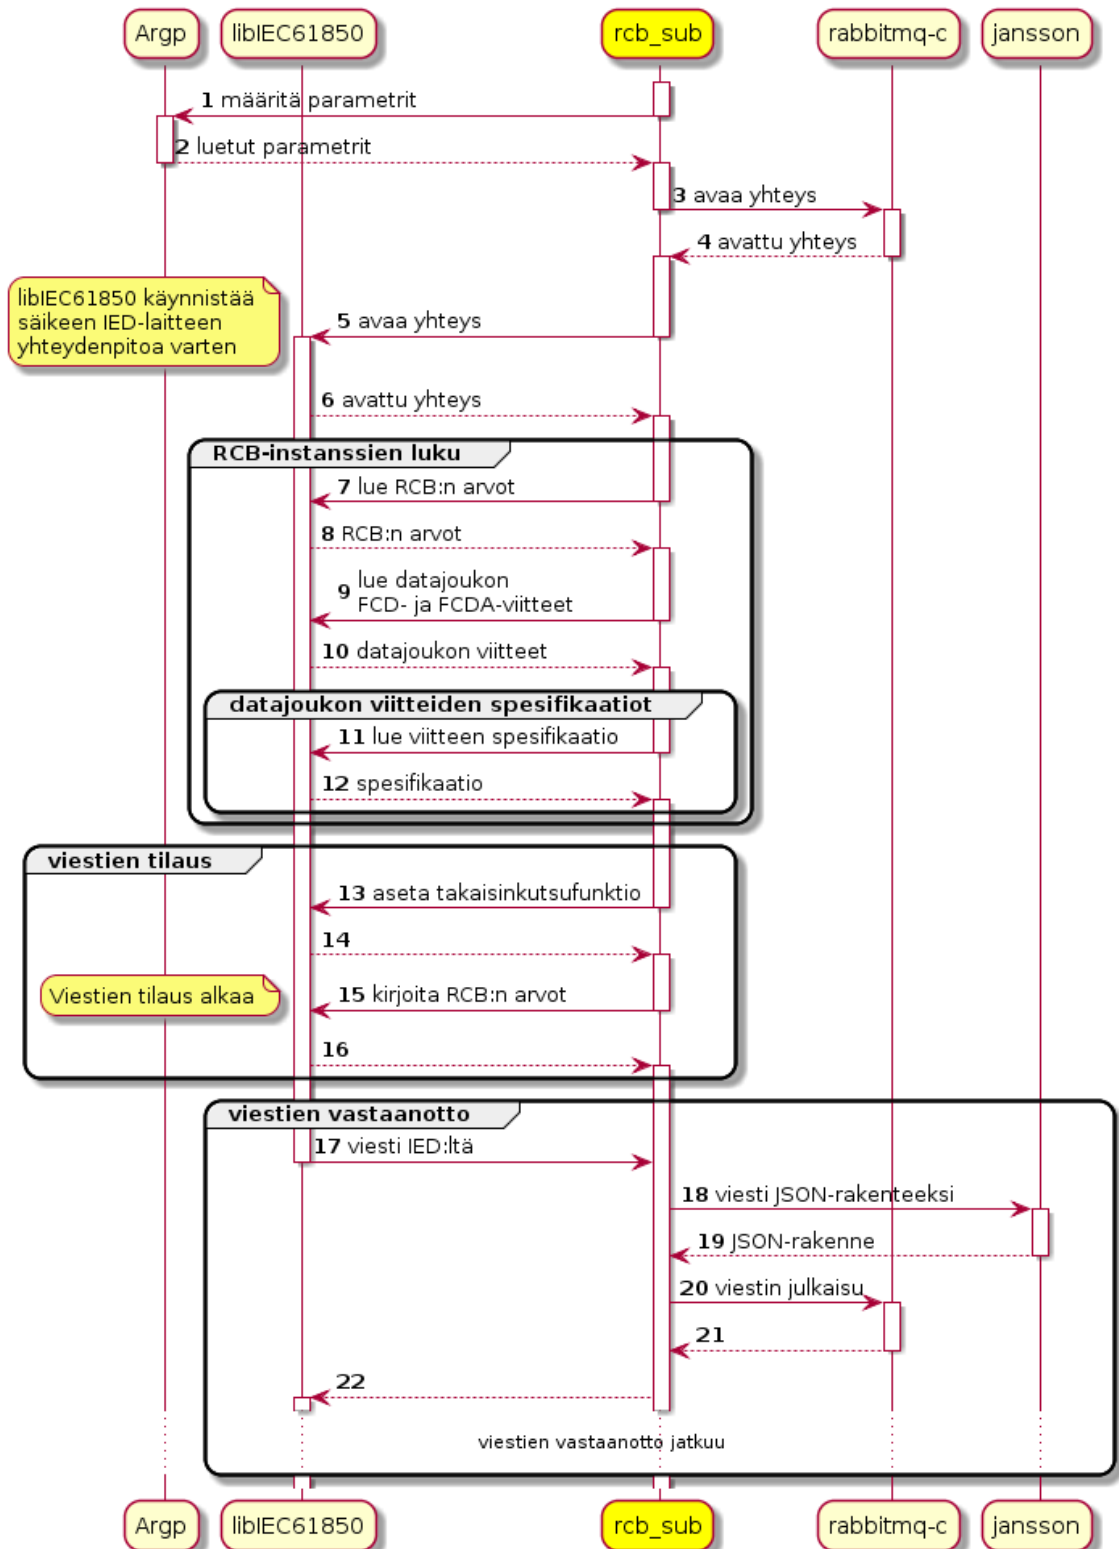 Argp
libIEC61850
rcb_sub
rabbitmq-c
jansson
1 määritä parametrit
2 luetut parametrit
3 avaa yhteys
4 avattu yhteys
libIEC61850 käynnistää
säikeen IED-laitteen
yhteydenpitoa varten
5 avaa yhteys
6 avattu yhteys
RCB-instanssien luku
7 lue RCB:n arvot
8 RCB:n arvot
9 lue datajoukon
FCD- ja FCDA-viitteet
10 datajoukon viitteet
datajoukon viitteiden spesifikaatiot
11 lue viitteen spesifikaatio
12 spesifikaatio
viestien tilaus
13 aseta takaisinkutsufunktio
14
Viestien tilaus alkaa
15 kirjoita RCB:n arvot
16
viestien vastaanotto
17 viesti IED:ltä
18 viesti JSON-rakenteeksi
19 JSON-rakenne
20 viestin julkaisu
21
22
viestien vastaanotto jatkuu
Argp
libIEC61850
rcb_sub
rabbitmq-c
jansson